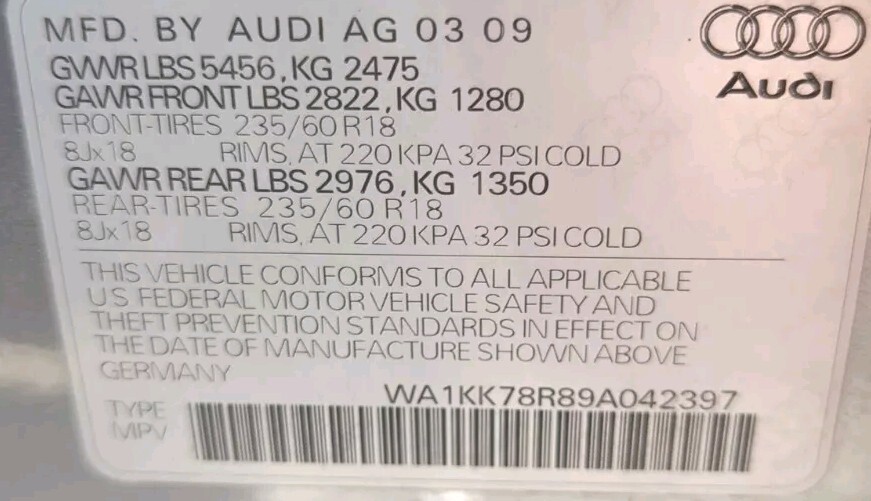 MFD. BY AUDI AG 03 09
Audi
GVWR LBS 5456, KG 2475
GAWR FRONT LBS 2822, KG 1280
FRONT-TIRES 235/60 R18
8Jx18 RIMS, AT 220 KPA 32 PSI COLD
GAWR REAR LBS 2976, KG 1350
REAR-TIRES 235/60 R18
8Jx18 RIMS, AT 220 KPA 32 PSI COLD
THIS VEHICLE CONFORMS TO ALL APPLICABLE
US FEDERAL MOTOR VEHICLE SAFETY AND
THEFT PREVENTION STANDARDS IN EFFECT ON
THE DATE OF MANUFACTURE SHOWN ABOVE
GERMANY
WA1KK78R89A042397
TYPE
MPV